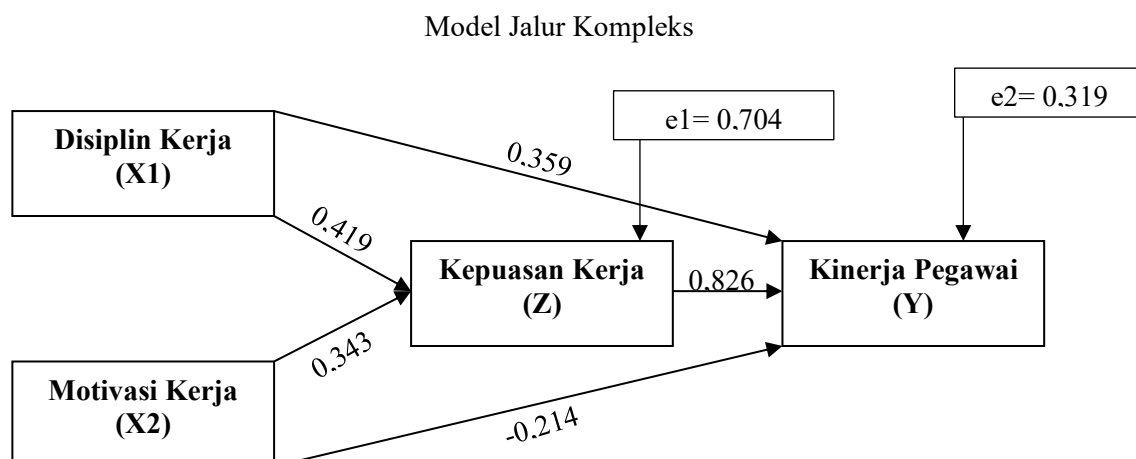 Model Jalur Kompleks
e1= 0,704
e2= 0,319
Disiplin Kerja
(X1)
0,359
0,419
Kepuasan Kerja
(Z)
0,826
Kinerja Pegawai
(Y)
0,343
Motivasi Kerja
(X2)
-0,214